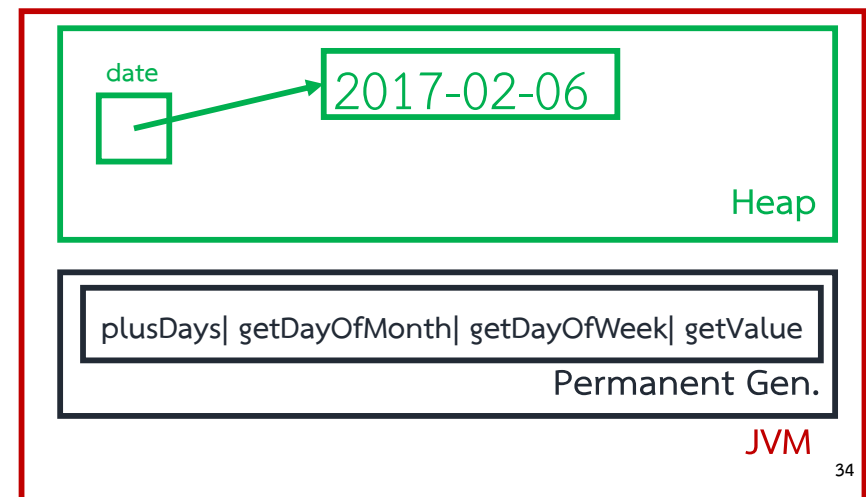 date
2017-02-06
Heap
plusDays| getDayOfMonth| getDayOfWeek| getValue
Permanent Gen.
JVM
34